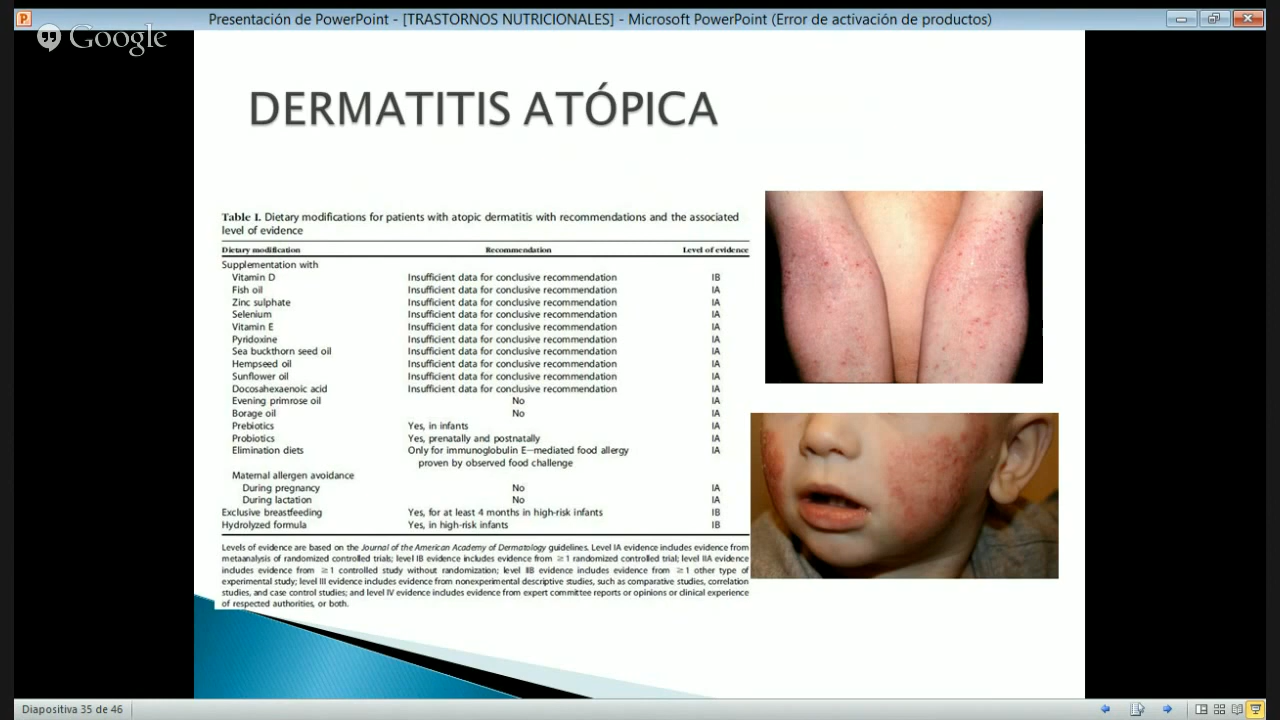 Presentación de PowerPoint - [TRASTORNOS NUTRICIONALES] - Microsoft PowerPoint (Error de activación de productos)
Google
DERMATITIS ATÓPICA
Table I. Dietary modifications for patients with atopic dermatitis with recommendations and the associated
level of evidence
Dietary modification Recommendation Level of evidence
Supplementation with
Vitamin D Insufficient data for conclusive recommendation IB
Fish oil Insufficient data for conclusive recommendation IA
Zinc sulphate Insufficient data for conclusive recommendation IA
Selenium Insufficient data for conclusive recommendation IA
Vitamin E Insufficient data for conclusive recommendation IA
Pyridoxine Insufficient data for conclusive recommendation IA
Sea buckthorn seed oil Insufficient data for conclusive recommendation IA
Hempseed oil Insufficient data for conclusive recommendation IA
Sunflower oil Insufficient data for conclusive recommendation IA
Docosahexaenoic acid Insufficient data for conclusive recommendation IA
Evening primrose oil No IA
Borage oil No IA
Prebiotics Yes, in infants IA
Probiotics Yes, prenatally and postnatally IA
Elimination diets Only for immunoglobulin E—mediated food allergy IA
proven by observed food challenge
Maternal allergen avoidance
During pregnancy No IA
During lactation No IA
Exclusive breastfeeding Yes, for at least 4 months in high-risk infants IB
Hydrolyzed formula Yes, in high-risk infants IB
Levels of evidence are based on the Journal of the American Academy of Dermatology guidelines. Level IA evidence includes evidence from
metaanalysis of randomized controlled trials; level IB evidence includes evidence from ≥1 randomized controlled trial; level IIA evidence
includes evidence from ≥1 controlled study without randomization; level IIB evidence includes evidence from ≥1 other type of
experimental study; level III evidence includes evidence from nonexperimental descriptive studies, such as comparative studies, correlation
studies, and case control studies; and level IV evidence includes evidence from expert committee reports or opinions or clinical experience
of respected authorities, or both.
Diapositiva 35 de 46